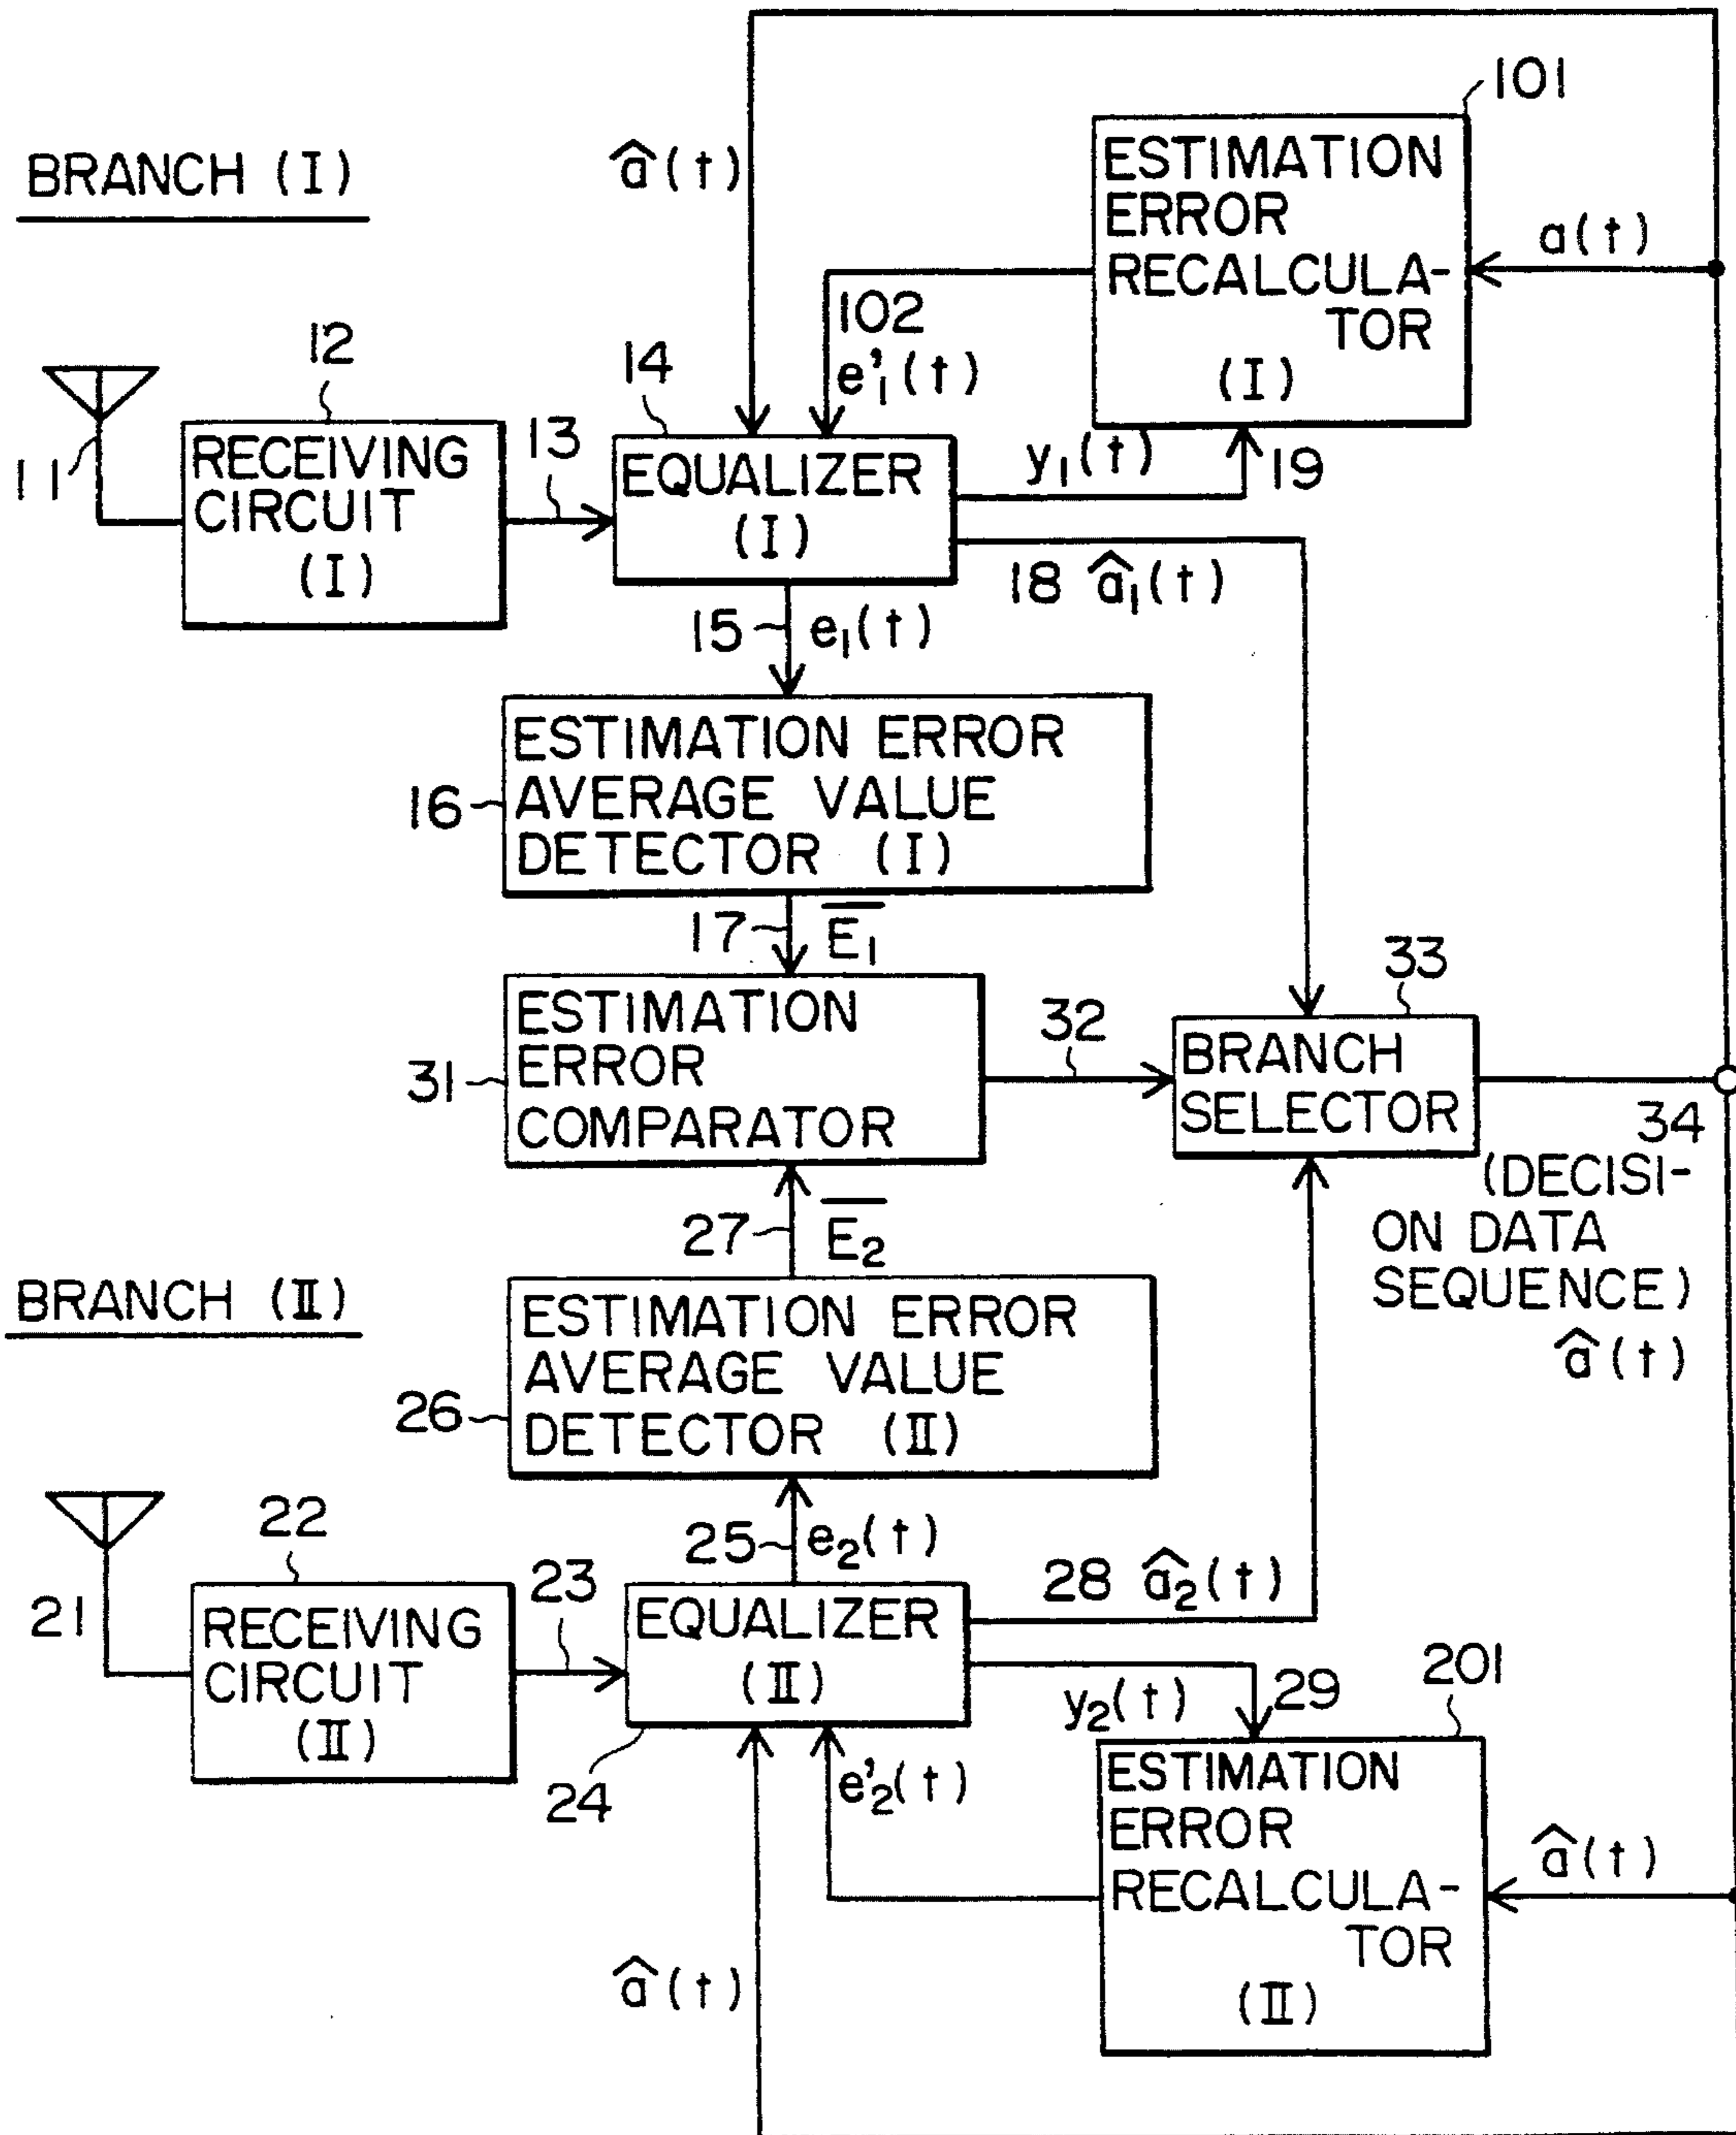 101
BRANCH (I)
â(t)
ESTIMATION
ERROR
RECALCULA-
TOR
(I)
a(t)
102
e'₁(t)
11
12
RECEIVING
CIRCUIT
(I)
13
14
EQUALIZER
(I)
y₁(t)
19
18 â₁(t)
15 e₁(t)
16
ESTIMATION ERROR
AVERAGE VALUE
DETECTOR (I)
17 E̅₁
31
ESTIMATION
ERROR
COMPARATOR
32
33
BRANCH
SELECTOR
34
(DECISI-
ON DATA
SEQUENCE)
â(t)
27 E̅₂
BRANCH (II)
26
ESTIMATION ERROR
AVERAGE VALUE
DETECTOR (II)
25 e₂(t)
21
22
RECEIVING
CIRCUIT
(II)
23
EQUALIZER
(II)
24
28 â₂(t)
y₂(t)
29
201
e'₂(t)
ESTIMATION
ERROR
RECALCULA-
TOR
(II)
â(t)
â(t)